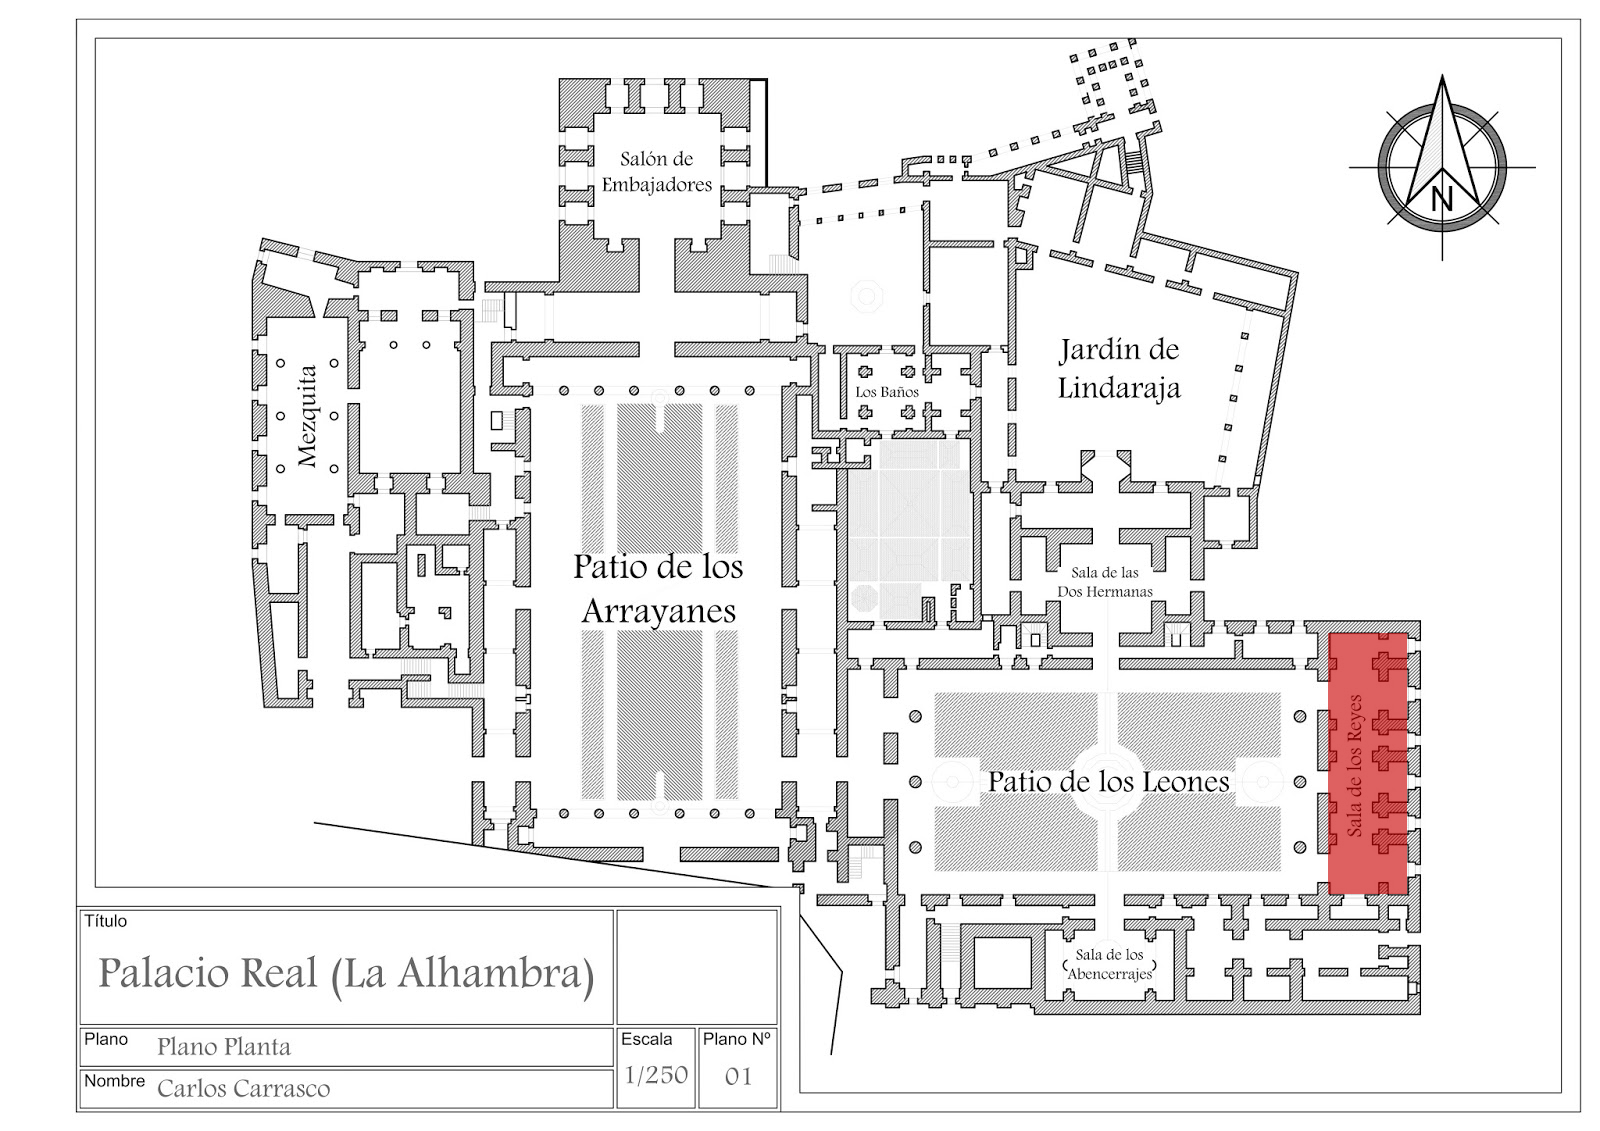 Salón de
Embajadores
N
Mezquita
Los Baños
Jardín de
Lindaraja
Patio de los
Arrayanes
Sala de las
Dos Hermanas
Patio de los Leones
Sala de los Reyes
Sala de los
Abencerrajes
Título
Palacio Real (La Alhambra)
Plano
Plano Planta
Nombre
Carlos Carrasco
Escala
1/250
Plano Nº
01